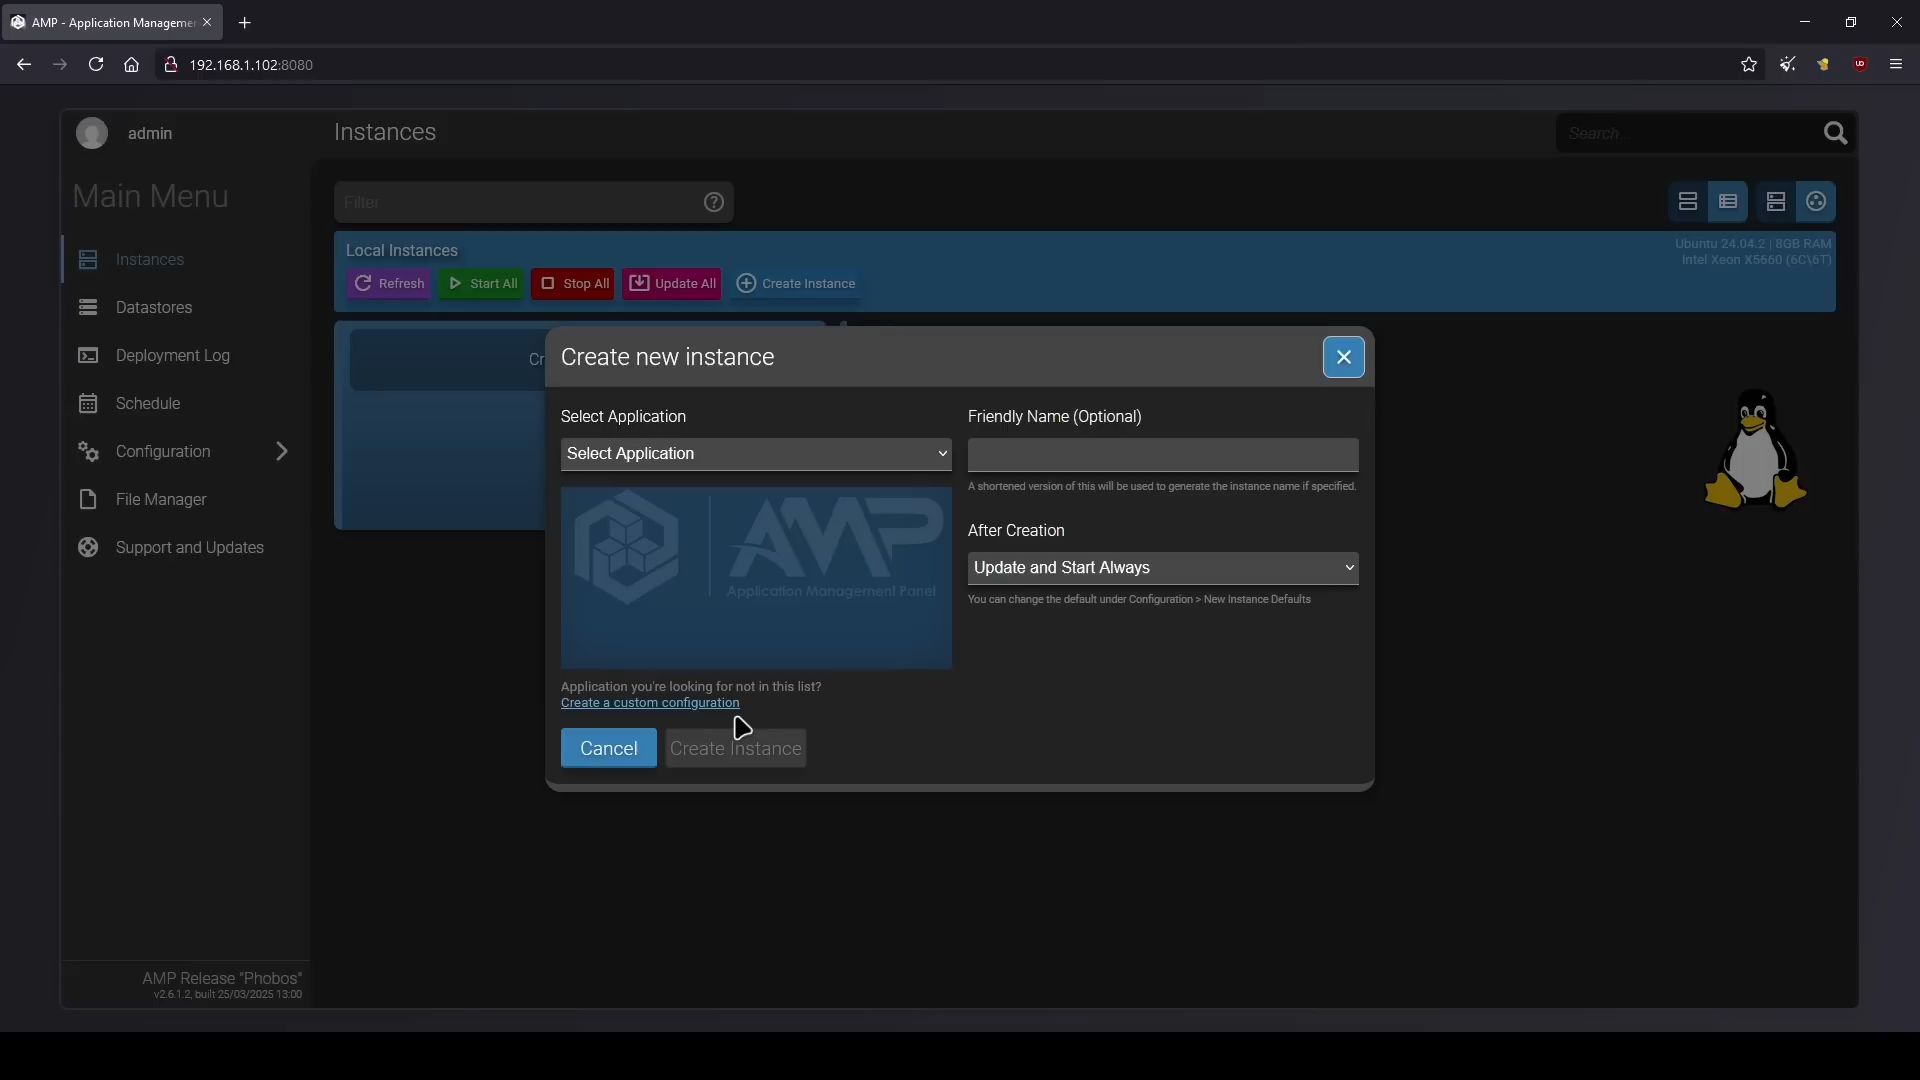 AMP - Application Manageme
192.168.1.102:8080
admin
Instances
Search...
Main Menu
Filter
Instances
Datastores
Deployment Log
Schedule
Configuration
File Manager
Support and Updates
Local Instances
Ubuntu 24.04.2 | 8GB RAM
Intel Xeon X5660 (6C\6T)
Refresh
Start All
Stop All
Update All
Create Instance
Cr
Create new instance
Select Application
Select Application
AMP
Application Management Panel
Application you're looking for not in this list?
Create a custom configuration
Friendly Name (Optional)
A shortened version of this will be used to generate the instance name if specified.
After Creation
Update and Start Always
You can change the default under Configuration > New Instance Defaults
Cancel
Create Instance
AMP Release "Phobos"
v2.6.1.2, built 25/03/2025 13:00